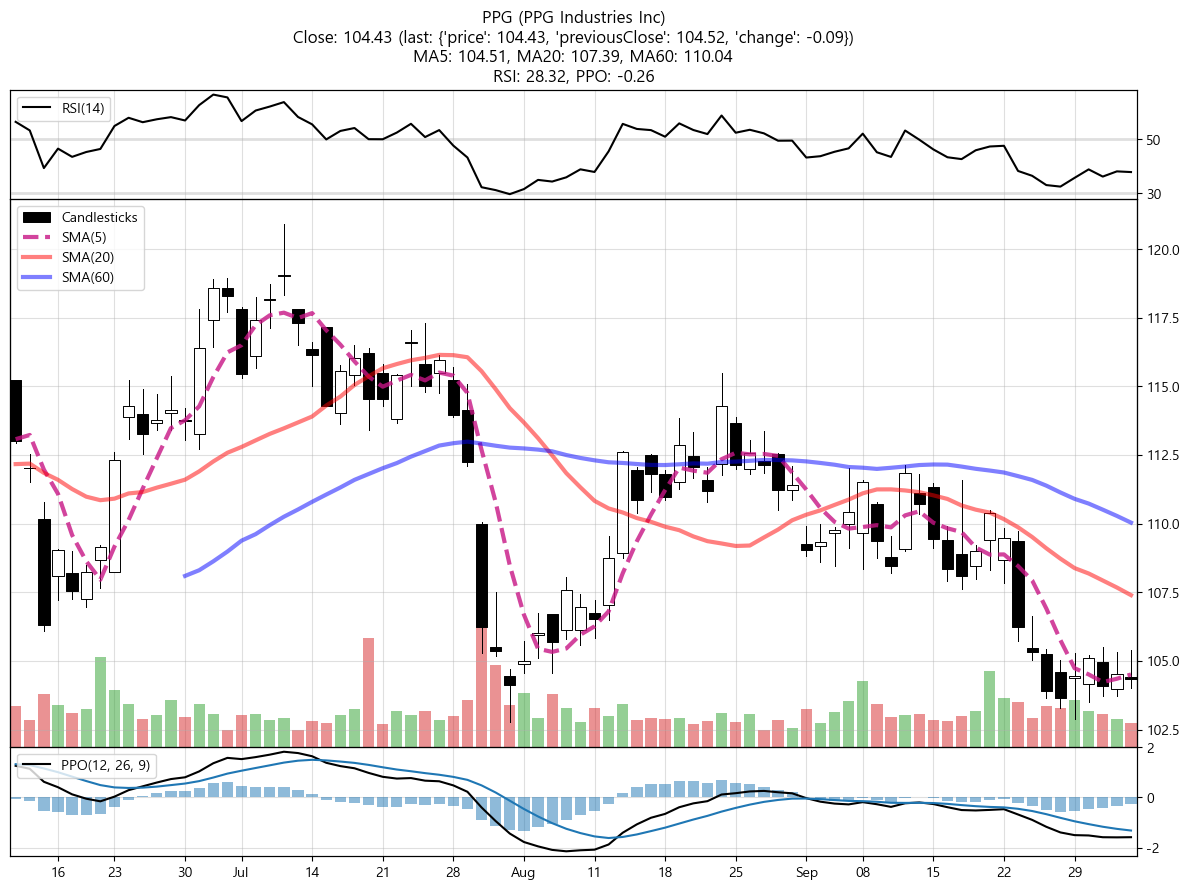 PPG (PPG Industries Inc)
Close: 104.43 (last: {'price': 104.43, 'previousClose': 104.52, 'change': -0.09})
MA5: 104.51, MA20: 107.39, MA60: 110.04
RSI: 28.32, PPO: -0.26
RSI(14)
50
30
Candlesticks
SMA(5)
SMA(20)
SMA(60)
120.0
117.5
115.0
112.5
110.0
107.5
105.0
102.5
PPO(12, 26, 9)
2
0
-2
16 23 30 Jul 14 21 28 Aug 11 18 25 Sep 08 15 22 29